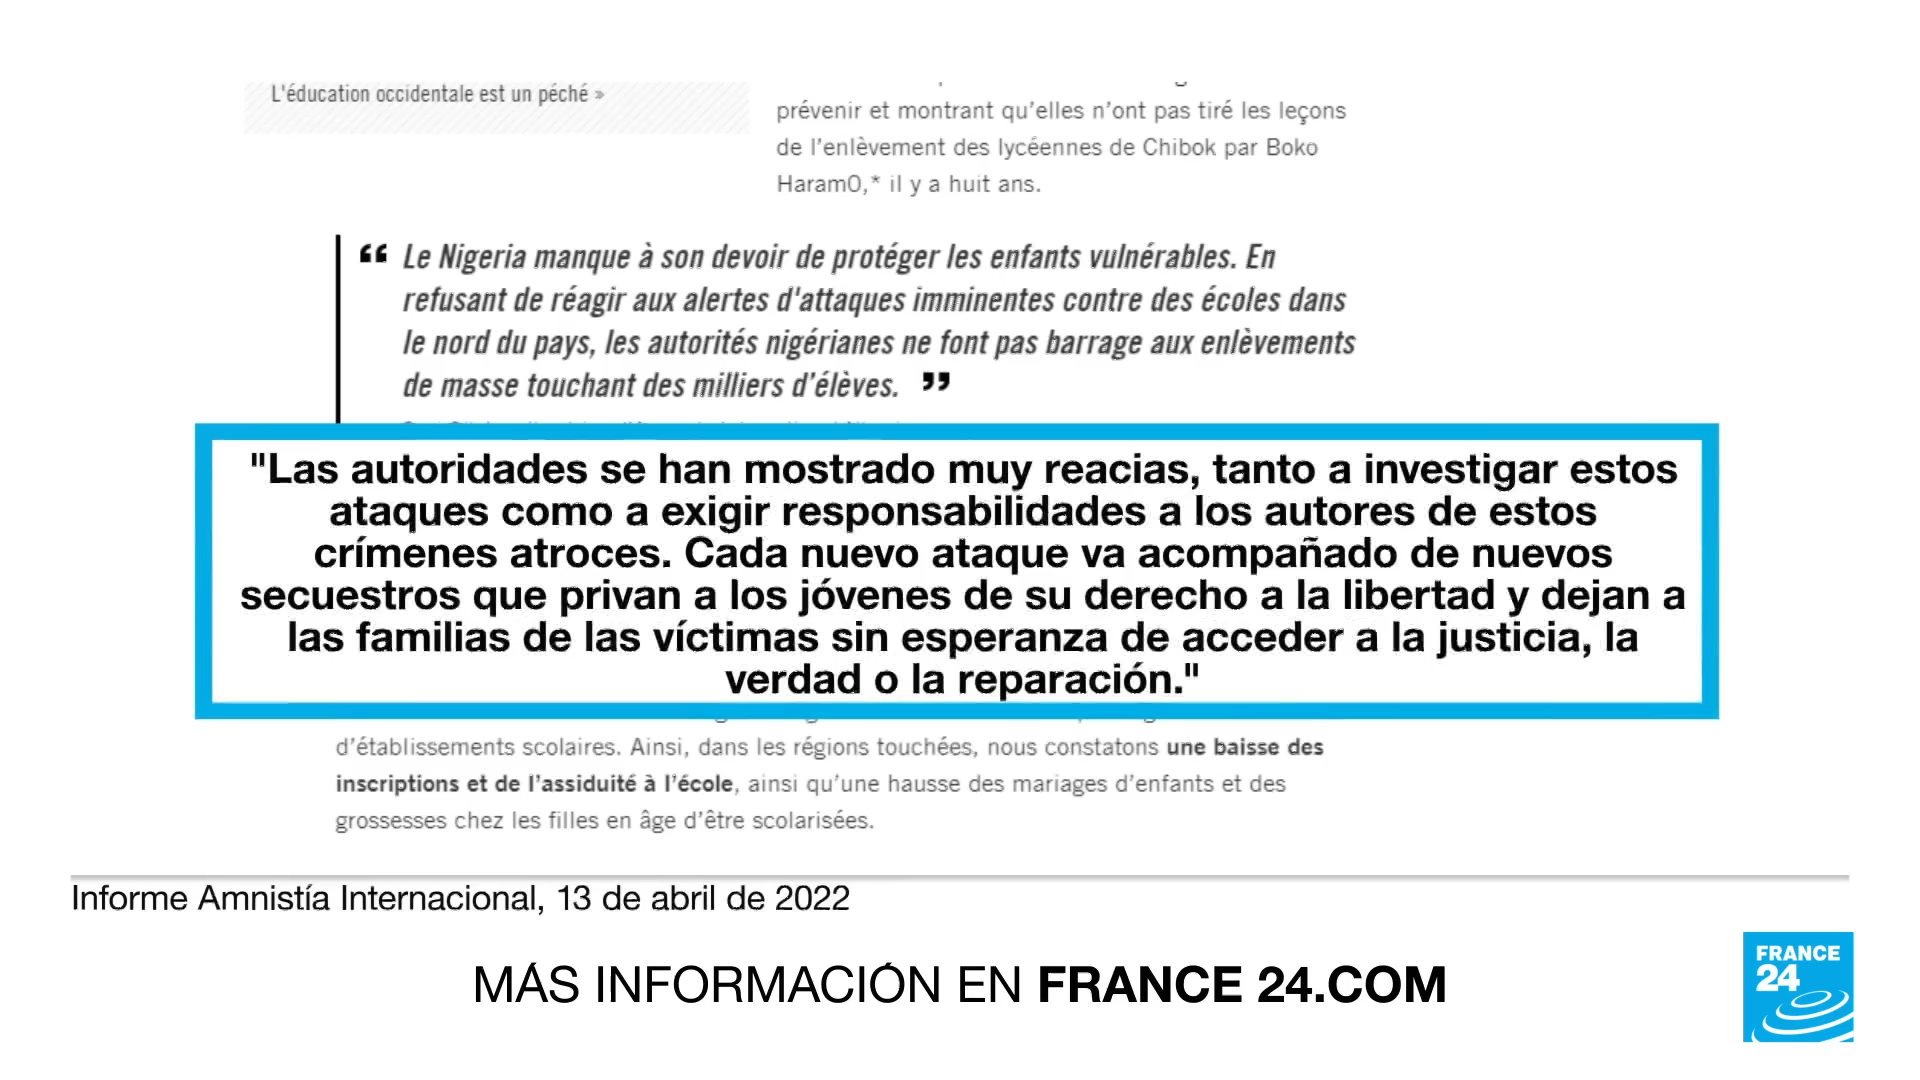 L'éducation occidentale est un péché »
prévenir et montrant qu'elles n'ont pas tiré les leçons
de l'enlèvement des lycéennes de Chibok par Boko
Haram0,* il y a huit ans.
“ Le Nigeria manque à son devoir de protéger les enfants vulnérables. En
refusant de réagir aux alertes d'attaques imminentes contre des écoles dans
le nord du pays, les autorités nigérianes ne font pas barrage aux enlèvements
de masse touchant des milliers d'élèves. ”
"Las autoridades se han mostrado muy reacias, tanto a investigar estos
ataques como a exigir responsabilidades a los autores de estos
crímenes atroces. Cada nuevo ataque va acompañado de nuevos
secuestros que privan a los jóvenes de su derecho a la libertad y dejan a
las familias de las víctimas sin esperanza de acceder a la justicia, la
verdad o la reparación."
d'établissements scolaires. Ainsi, dans les régions touchées, nous constatons une baisse des
inscriptions et de l'assiduité à l'école, ainsi qu'une hausse des mariages d'enfants et des
grossesses chez les filles en âge d'être scolarisées.
Informe Amnistía Internacional, 13 de abril de 2022
MÁS INFORMACIÓN EN FRANCE 24.COM
FRANCE
24